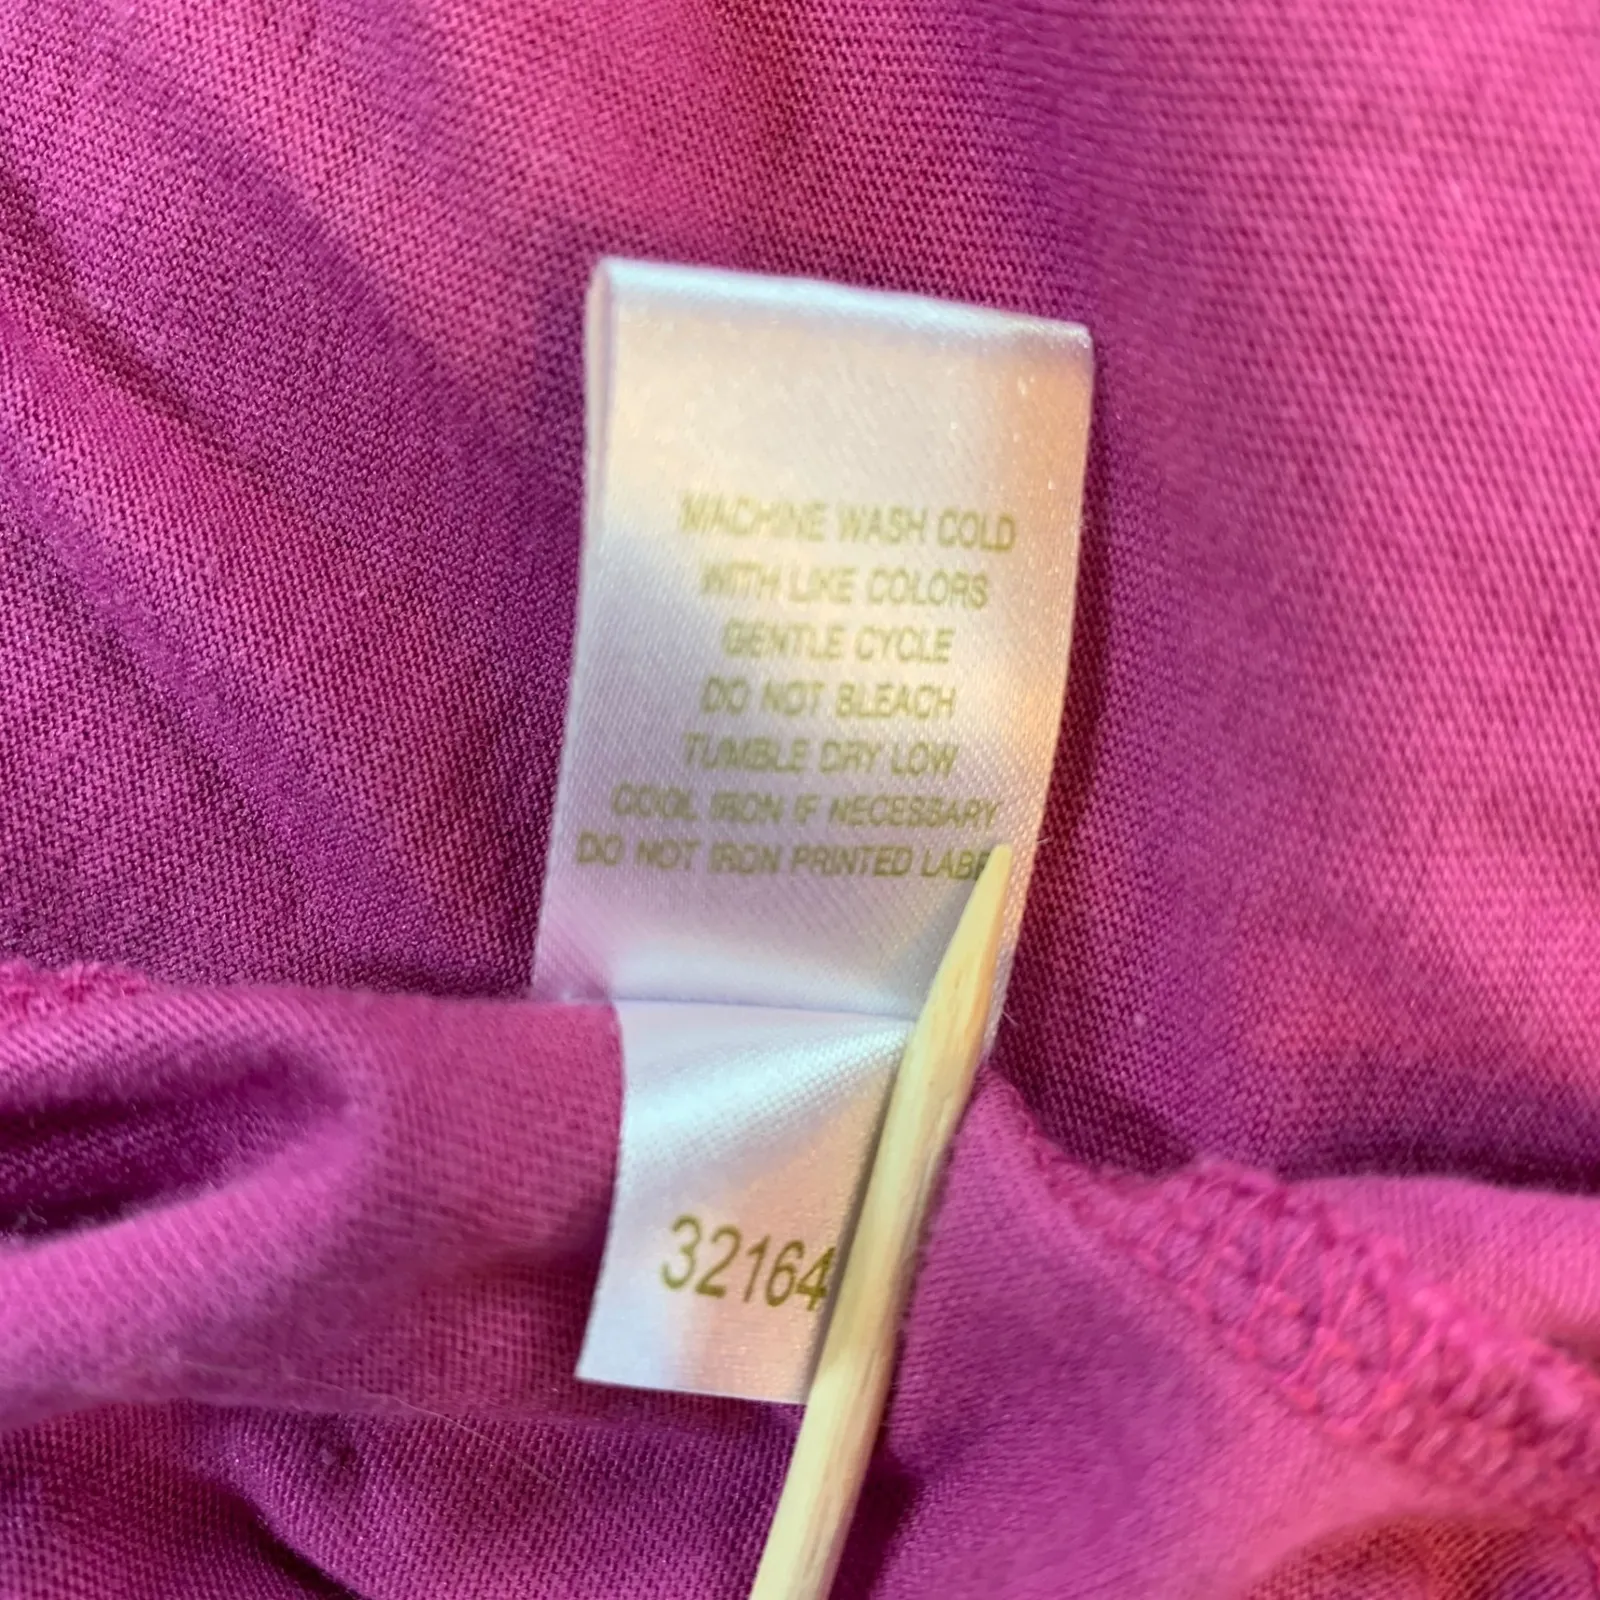 MACHINE WASH COLD
WITH LIKE COLORS
GENTLE CYCLE
DO NOT BLEACH
TUMBLE DRY LOW
COOL IRON IF NECESSARY
DO NOT IRON PRINTED LABE
32164